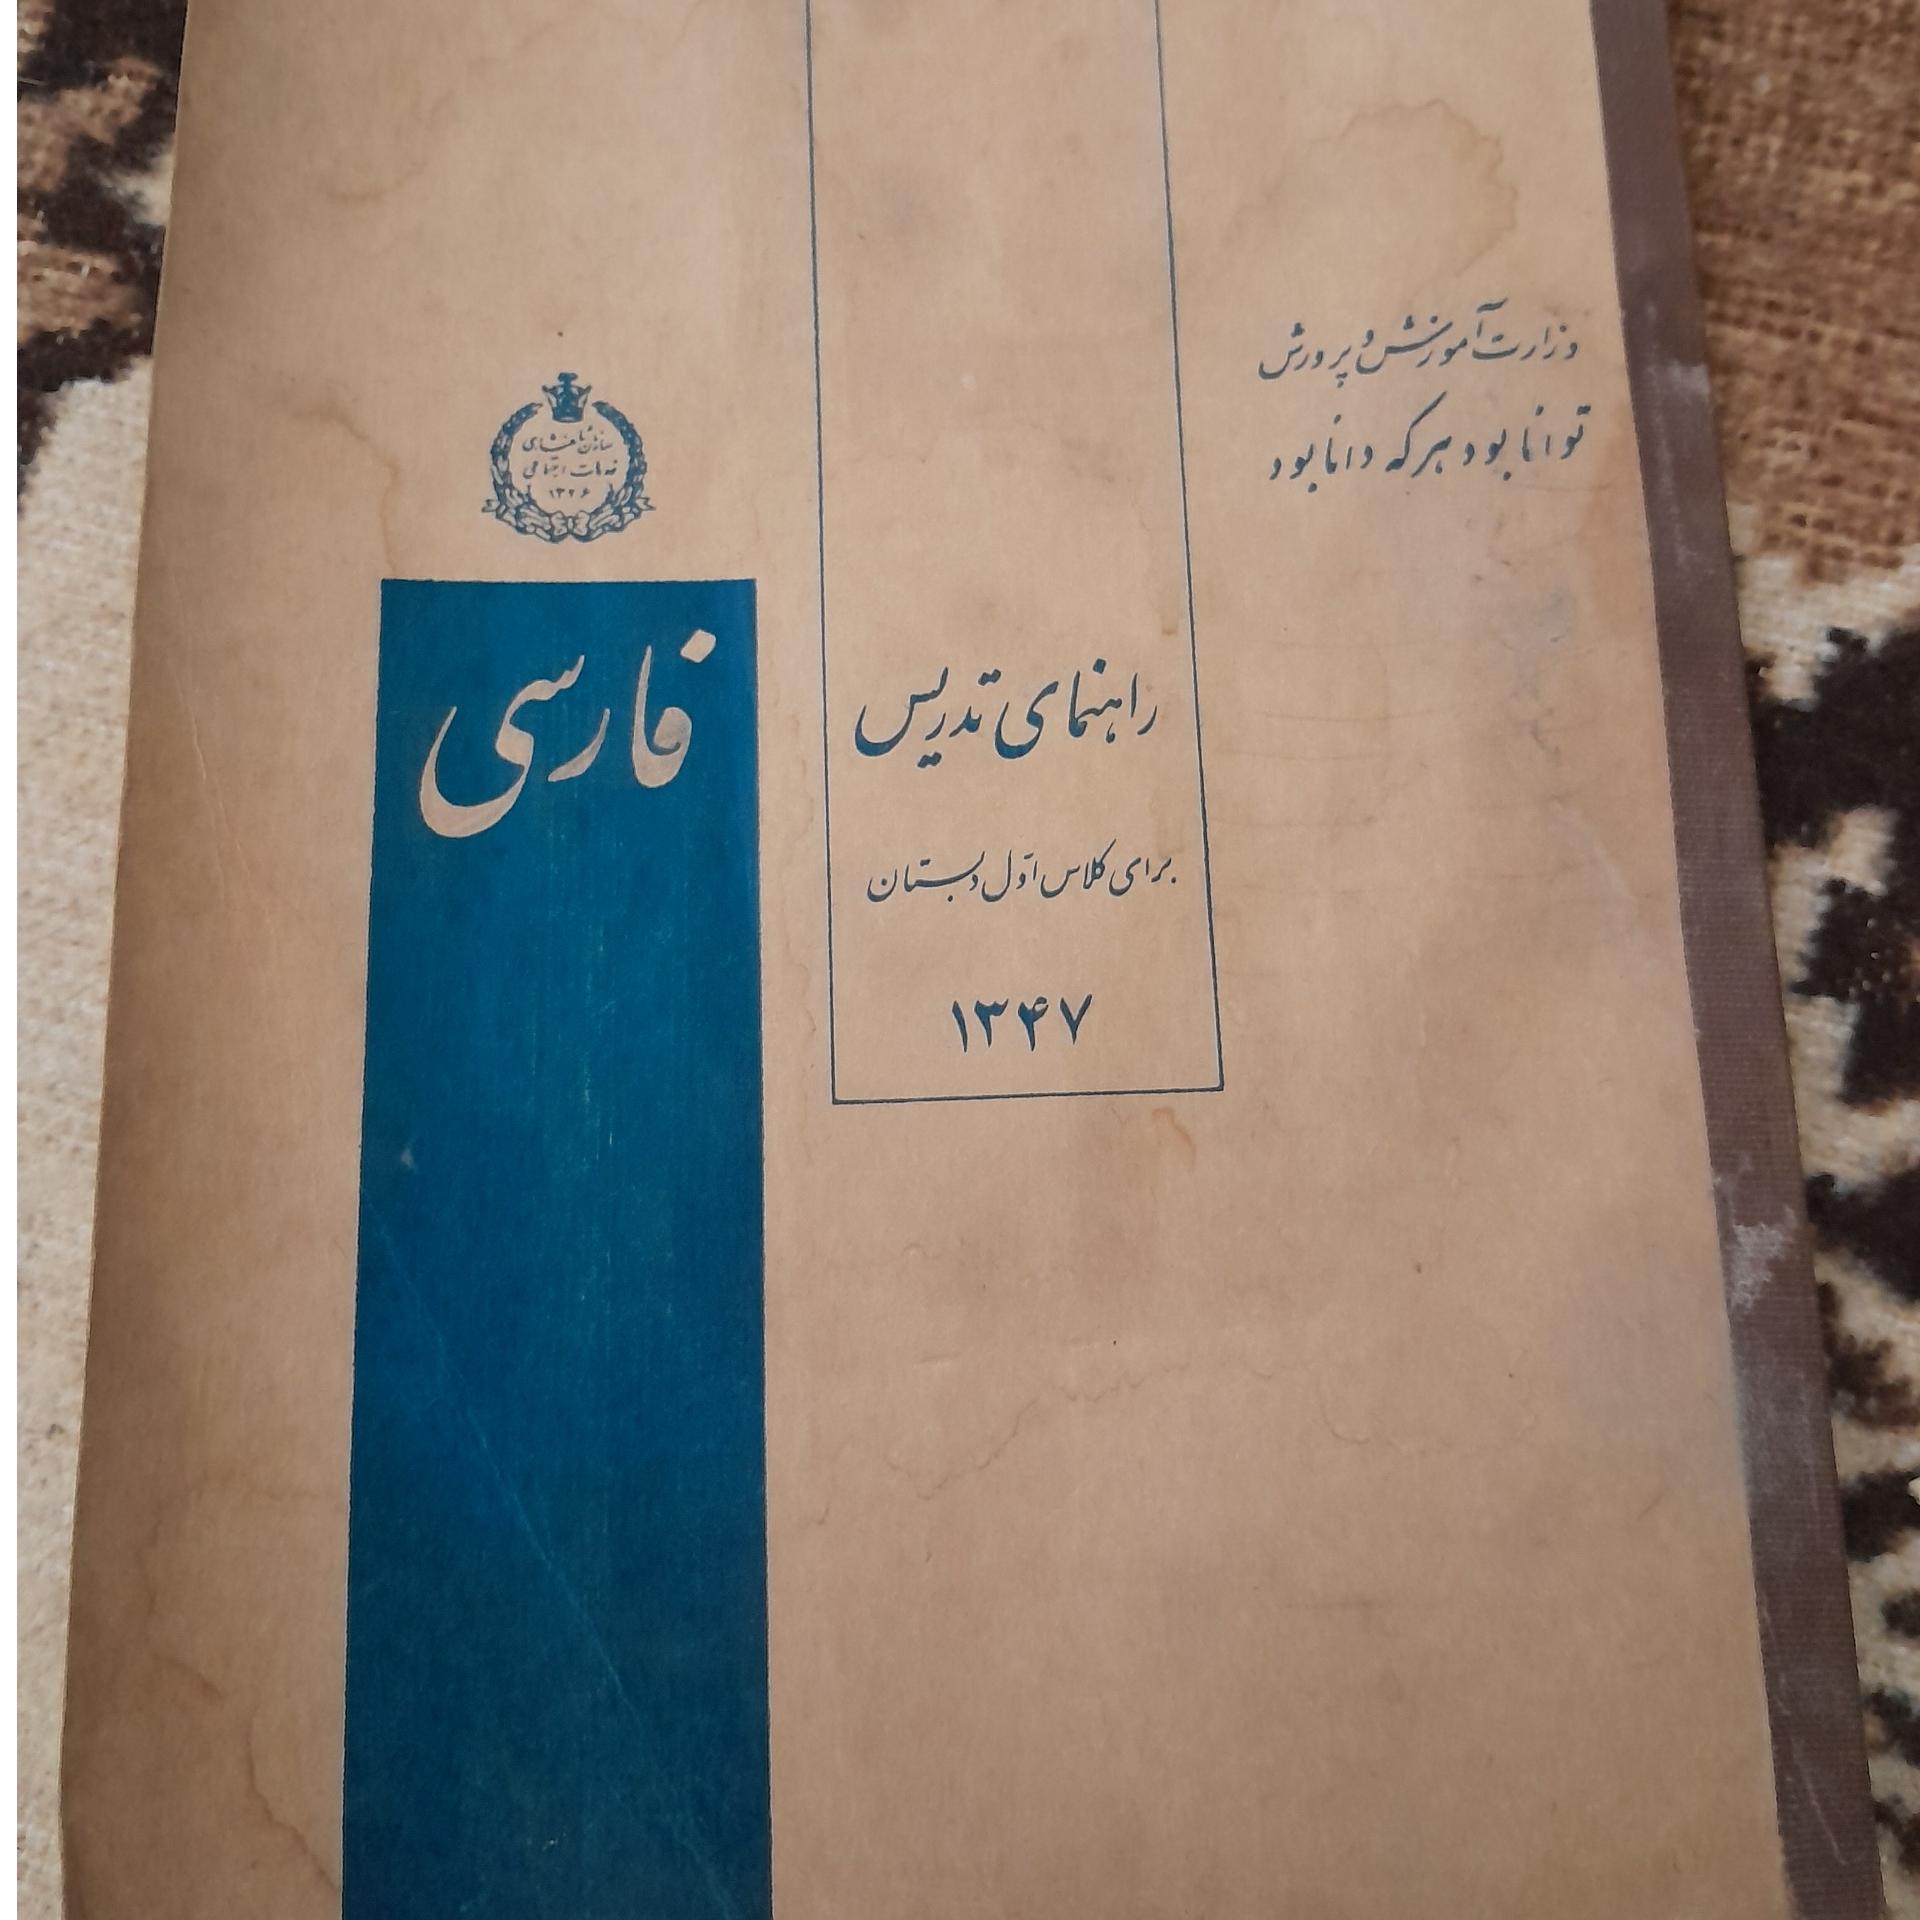 وزارت آموزش و پرورش
توانا بود هر که دانا بود
سازمان شاهنشاهی
خدمات اجتماعی
۱۳۲۶
فارسی
راهنمای تدریس
برای کلاس اوّل دبستان
۱۳۴۷